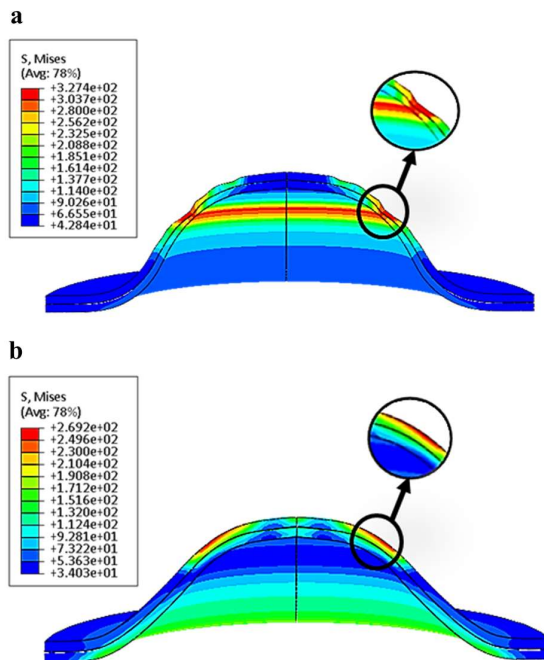 a
S, Mises
(Avg: 78%)
+3.274e+02
+3.037e+02
+2.800e+02
+2.562e+02
+2.325e+02
+2.088e+02
+1.851e+02
+1.614e+02
+1.377e+02
+1.140e+02
+9.026e+01
+6.655e+01
+4.284e+01
b
S, Mises
(Avg: 78%)
+2.692e+02
+2.496e+02
+2.300e+02
+2.104e+02
+1.908e+02
+1.712e+02
+1.516e+02
+1.320e+02
+1.124e+02
+9.281e+01
+7.322e+01
+5.363e+01
+3.403e+01